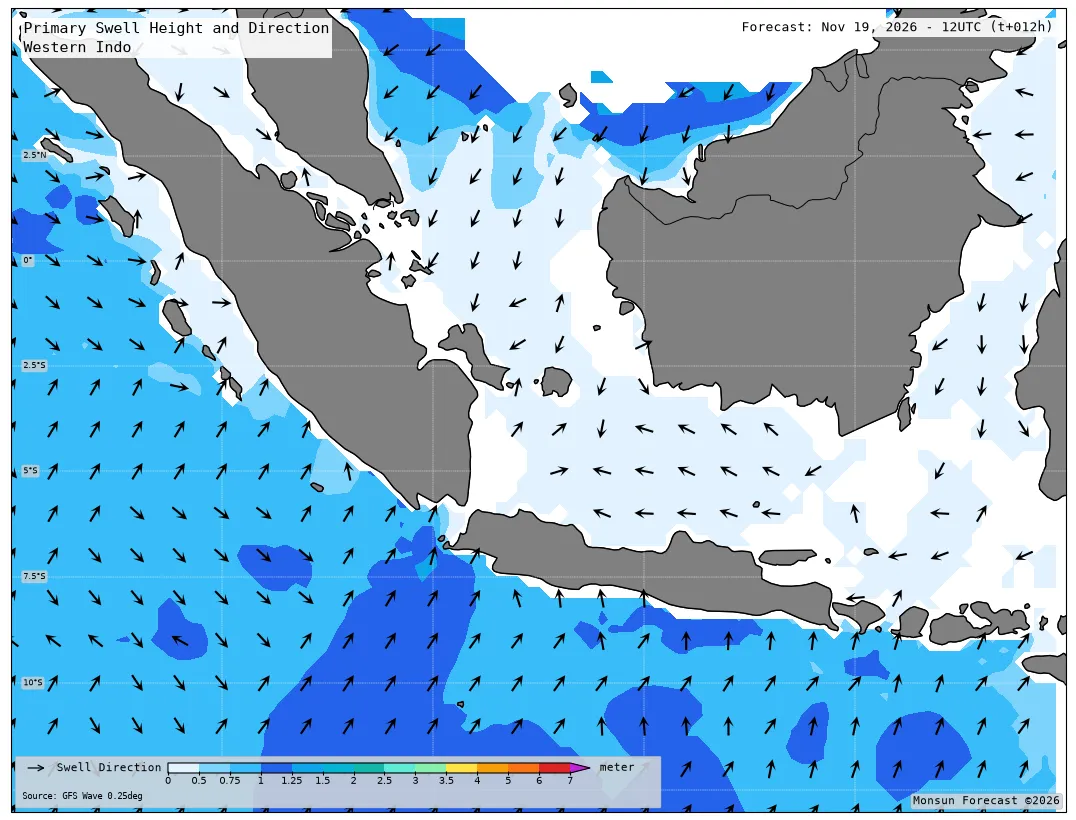 Primary Swell Height and Direction
Western Indo
Forecast: Nov 19, 2026 - 12UTC (t+012h)
2.5°N
0°
2.5°S
5°S
7.5°S
10°S
Swell Direction
0 0.5 0.75 1 1.25 1.5 2 2.5 3 3.5 4 5 6 7
meter
Source: GFS Wave 0.25deg
Monsun Forecast ©2026